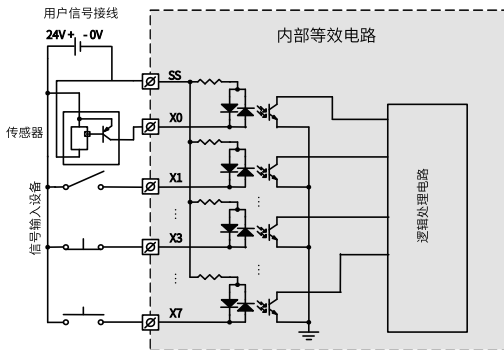 用户信号接线
24V + - 0V
内部等效电路
SS
X0
传感器
X1
信号输入设备
逻辑处理电路
X3
X7